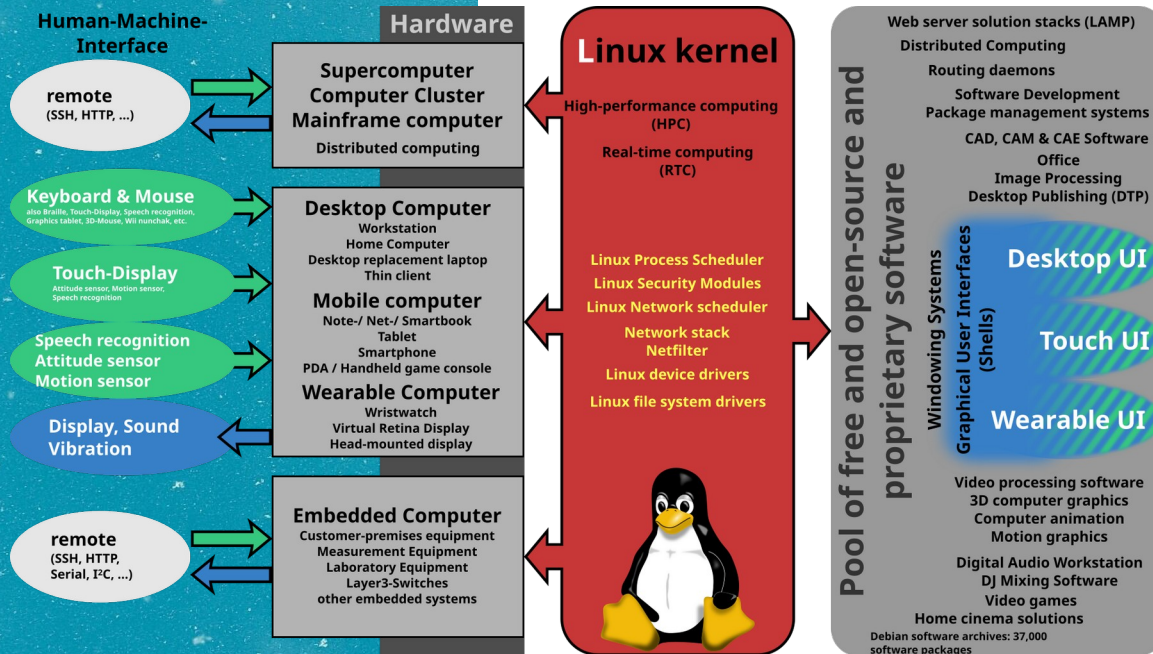 Human-Machine-
Interface
remote
(SSH, HTTP, ...)
Keyboard & Mouse
also Braille, Touch-Display, Speech recognition,
Graphics tablet, 3D-Mouse, Wii nunchak, etc.
Touch-Display
Attitude sensor, Motion sensor,
Speech recognition
Speech recognition
Attitude sensor
Motion sensor
Display, Sound
Vibration
remote
(SSH, HTTP,
Serial, I²C, ...)
Hardware
Supercomputer
Computer Cluster
Mainframe computer
Distributed computing
Desktop Computer
Workstation
Home Computer
Desktop replacement laptop
Thin client
Mobile computer
Note-/ Net-/ Smartbook
Tablet
Smartphone
PDA / Handheld game console
Wearable Computer
Wristwatch
Virtual Retina Display
Head-mounted display
Embedded Computer
Customer-premises equipment
Measurement Equipment
Laboratory Equipment
Layer3-Switches
other embedded systems
Linux kernel
High-performance computing
(HPC)
Real-time computing
(RTC)
Linux Process Scheduler
Linux Security Modules
Linux Network scheduler
Network stack
Netfilter
Linux device drivers
Linux file system drivers
Pool of free and open-source and
proprietary software
Web server solution stacks (LAMP)
Distributed Computing
Routing daemons
Software Development
Package management systems
CAD, CAM & CAE Software
Office
Image Processing
Desktop Publishing (DTP)
Windowing Systems
Graphical User Interfaces
(Shells)
Desktop UI
Touch UI
Wearable UI
Video processing software
3D computer graphics
Computer animation
Motion graphics
Digital Audio Workstation
DJ Mixing Software
Video games
Home cinema solutions
Debian software archives: 37,000
software packages